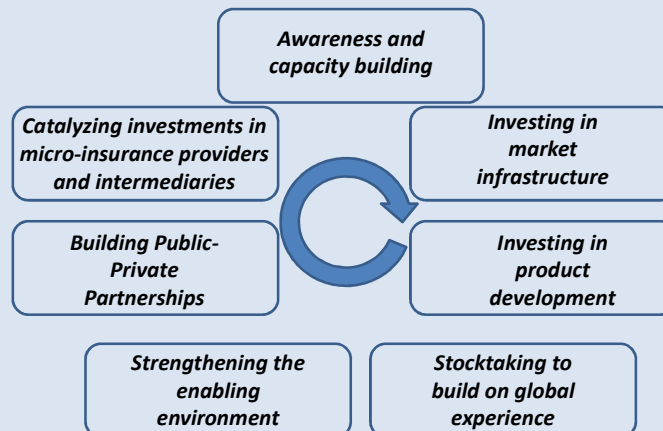 Awareness and
capacity building
Catalyzing investments in
micro-insurance providers
and intermediaries
Investing in
market
infrastructure
Building Public-
Private
Partnerships
Investing in
product
development
Strengthening the
enabling
environment
Stocktaking to
build on global
experience